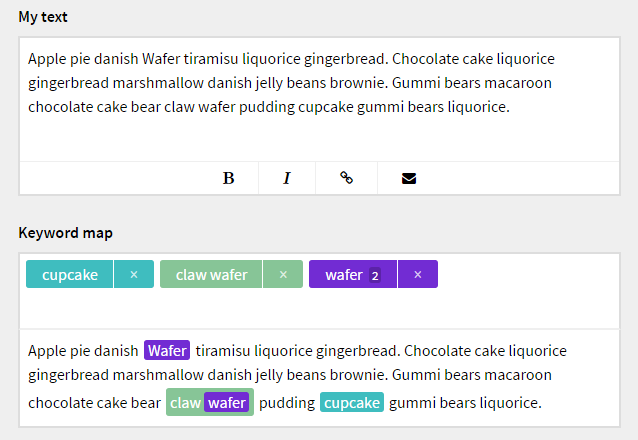 My text
Apple pie danish Wafer tiramisu liquorice gingerbread. Chocolate cake liquorice
gingerbread marshmallow danish jelly beans brownie. Gummi bears macaroon
chocolate cake bear claw wafer pudding cupcake gummi bears liquorice.
B I
Keyword map
cupcake × claw wafer × wafer 2 ×
Apple pie danish Wafer tiramisu liquorice gingerbread. Chocolate cake liquorice
gingerbread marshmallow danish jelly beans brownie. Gummi bears macaroon
chocolate cake bear claw wafer pudding cupcake gummi bears liquorice.